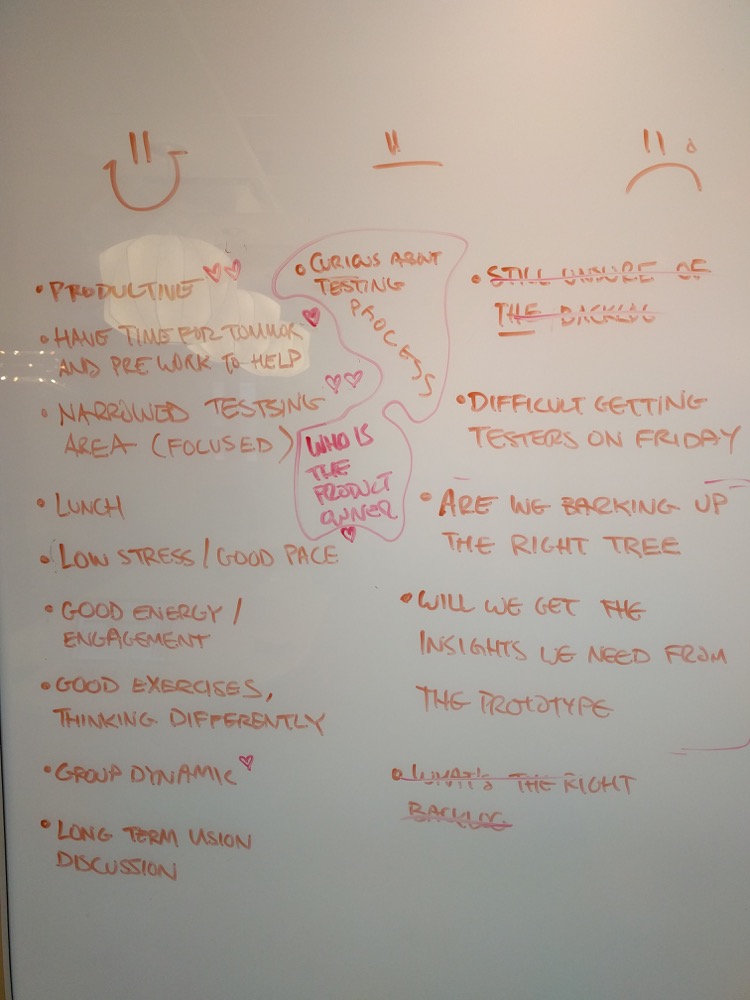 • PRODUCTIVE
• HAVE TIME FOR TOMMOR
AND PRE WORK TO HELP
• NARROWED TESTSING
AREA (FOCUSED)
• LUNCH
• LOW STRESS / GOOD PACE
• GOOD ENERGY /
ENGAGEMENT
• GOOD EXERCISES,
THINKING DIFFERENTLY
• GROUP DYNAMIC
• LONG TERM VISION
DISCUSSION
• CURIOUS ABOUT
TESTING
PROCESS
WHO IS
THE
PRODUCT
OWNER
• STILL UNSURE OF
THE BACKLOG
• DIFFICULT GETTING
TESTERS ON FRIDAY
• ARE WE BARKING UP
THE RIGHT TREE
• WILL WE GET THE
INSIGHTS WE NEED FROM
THE PROTOTYPE
• WHAT'S THE RIGHT
BACKLOG